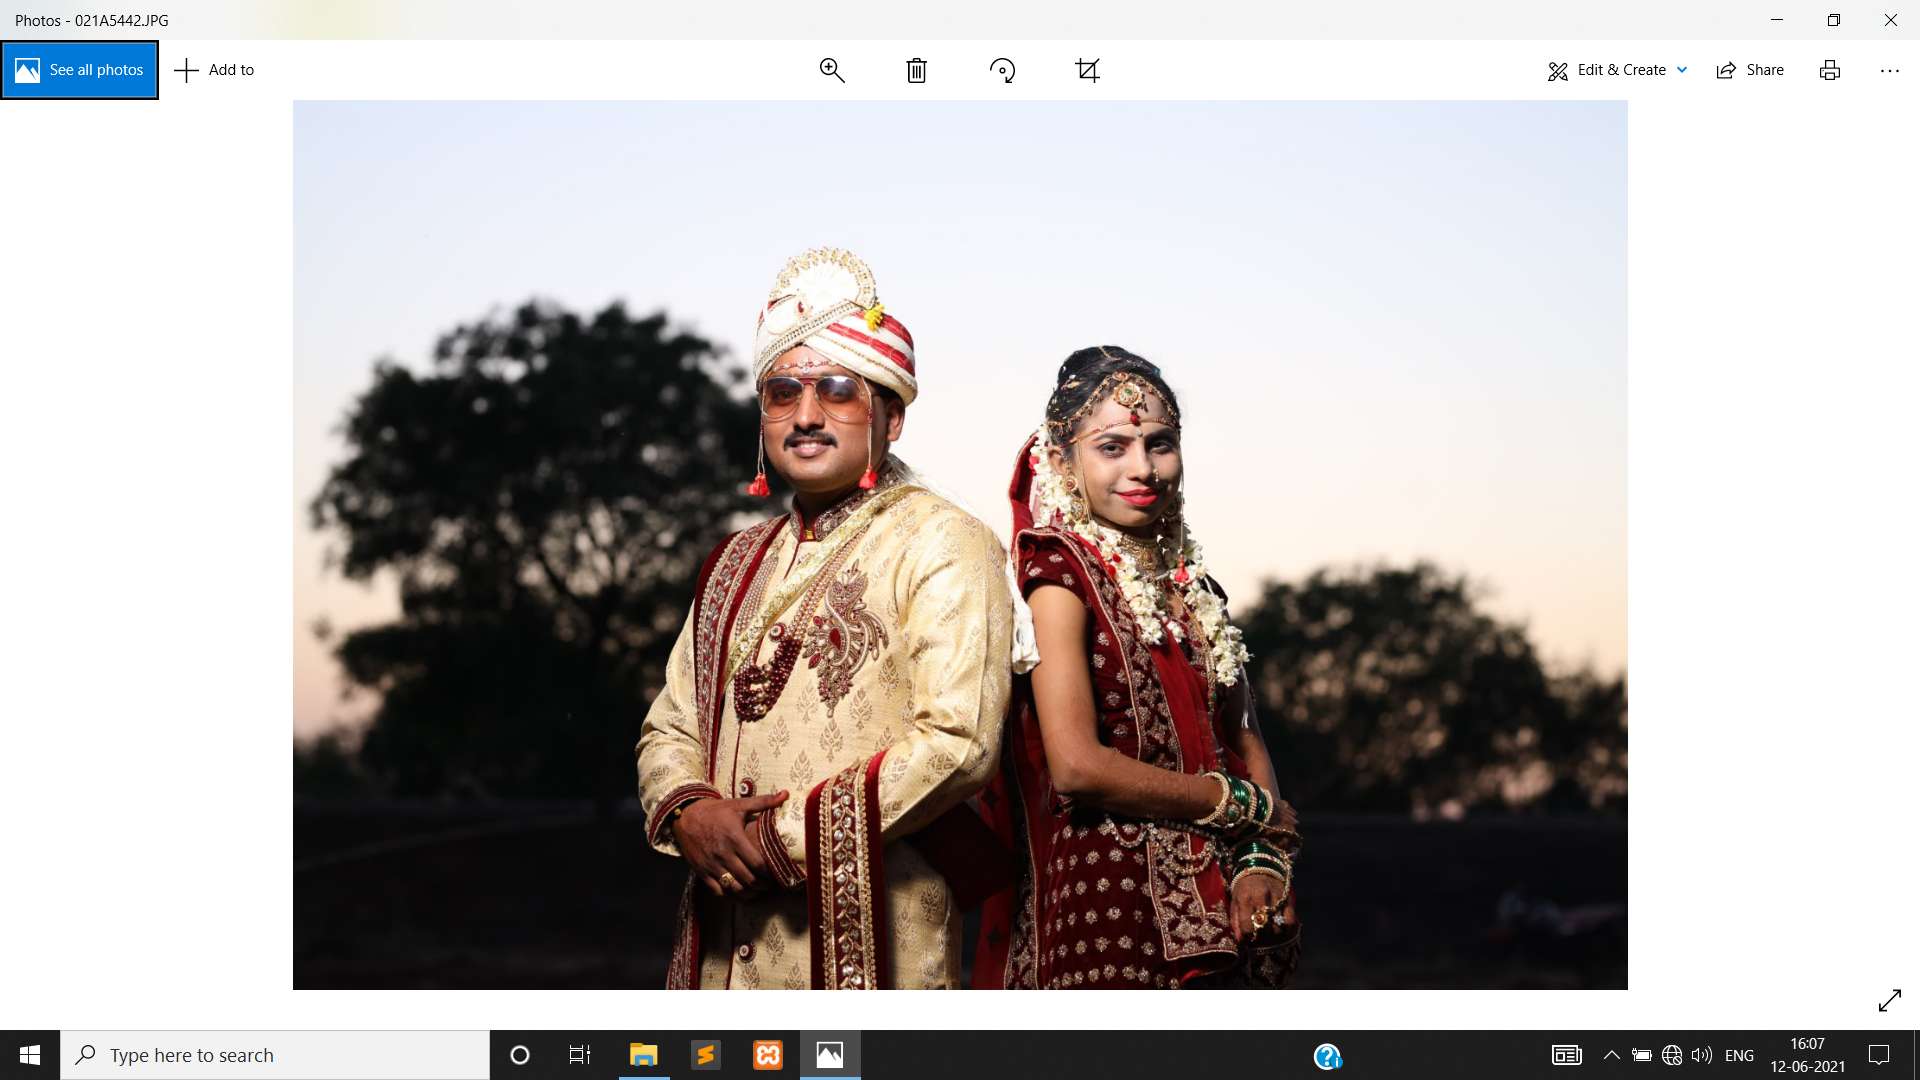 Photos - 021A5442.JPG
See all photos
Add to
Edit & Create
Share
Type here to search
ENG
16:07
12-06-2021